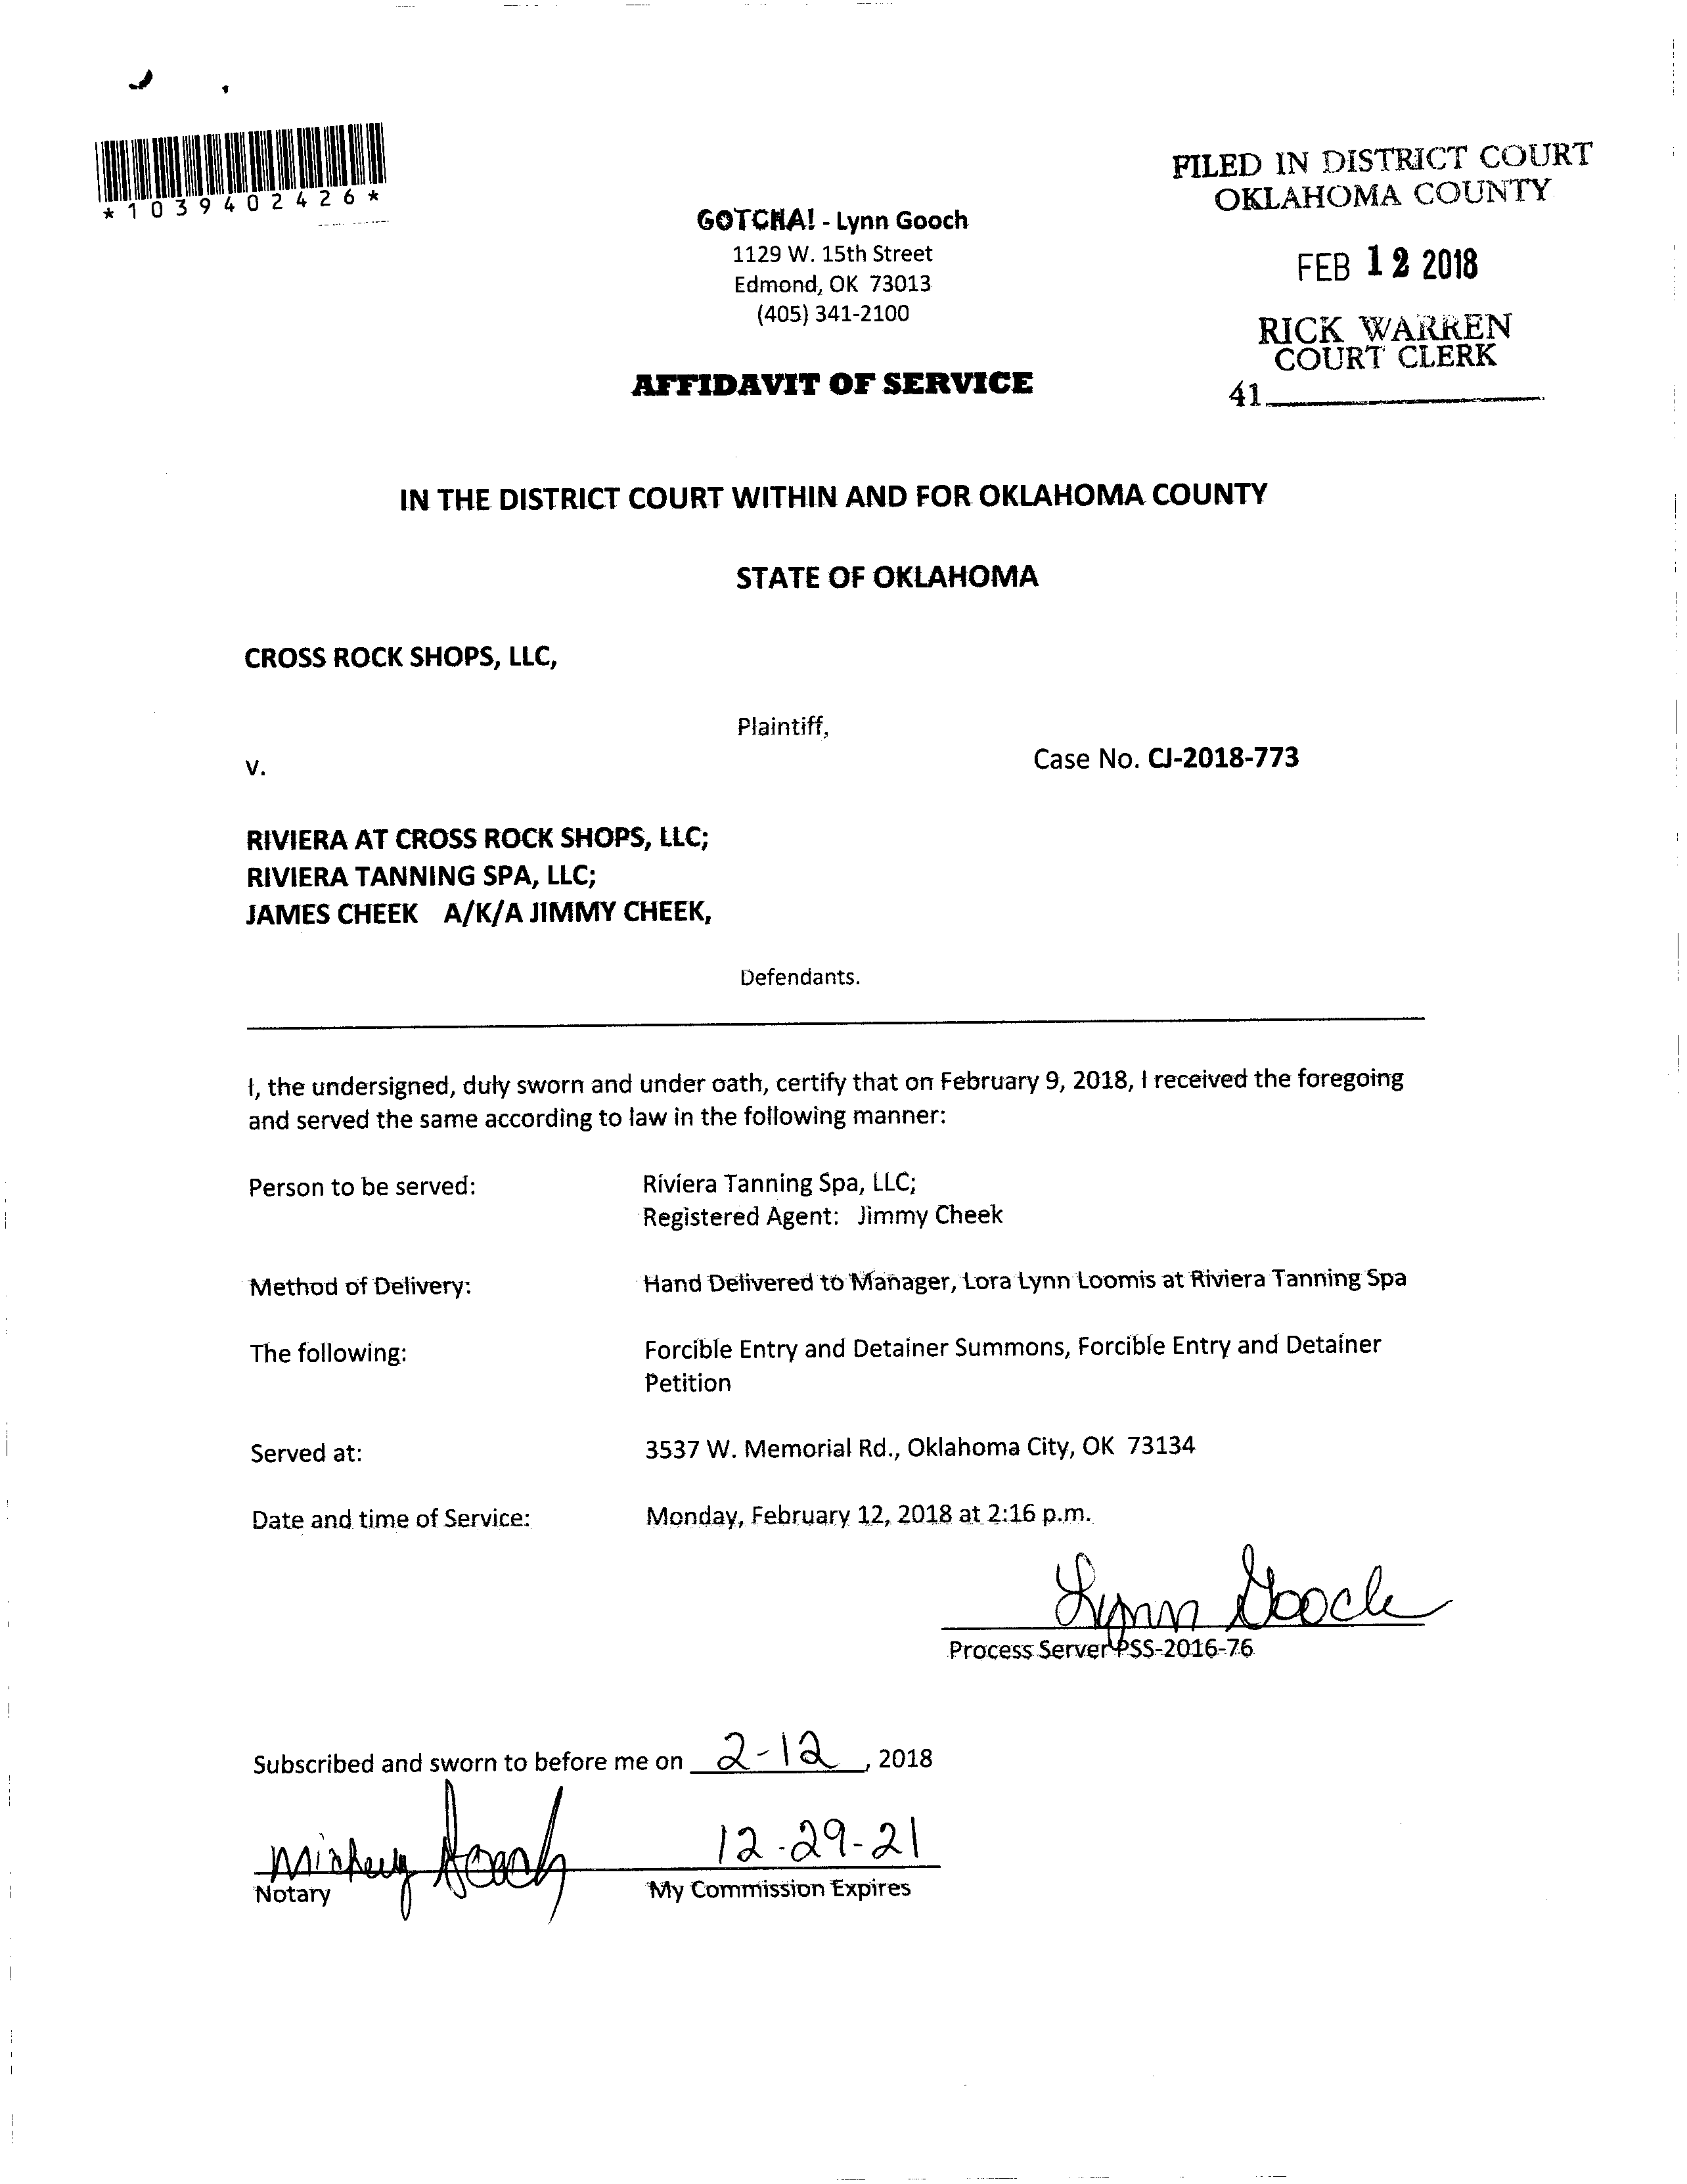 *1039402426*
FILED IN DISTRICT COURT
OKLAHOMA COUNTY
FEB 12 2018
RICK WARREN
COURT CLERK
41
GOTCHA! - Lynn Gooch
1129 W. 15th Street
Edmond, OK 73013
(405) 341-2100
AFFIDAVIT OF SERVICE
IN THE DISTRICT COURT WITHIN AND FOR OKLAHOMA COUNTY
STATE OF OKLAHOMA
CROSS ROCK SHOPS, LLC,
Plaintiff,
v.
Case No. CJ-2018-773
RIVIERA AT CROSS ROCK SHOPS, LLC;
RIVIERA TANNING SPA, LLC;
JAMES CHEEK A/K/A JIMMY CHEEK,
Defendants.
I, the undersigned, duly sworn and under oath, certify that on February 9, 2018, I received the foregoing
and served the same according to law in the following manner:
Person to be served: Riviera Tanning Spa, LLC;
Registered Agent: Jimmy Cheek
Method of Delivery: Hand Delivered to Manager, Lora Lynn Loomis at Riviera Tanning Spa
The following: Forcible Entry and Detainer Summons, Forcible Entry and Detainer
Petition
Served at: 3537 W. Memorial Rd., Oklahoma City, OK 73134
Date and time of Service: Monday, February 12, 2018 at 2:16 p.m.
Lynn Gooch
Process Server PSS-2016-76
Subscribed and sworn to before me on 2-12, 2018
12-29-21
Notary My Commission Expires